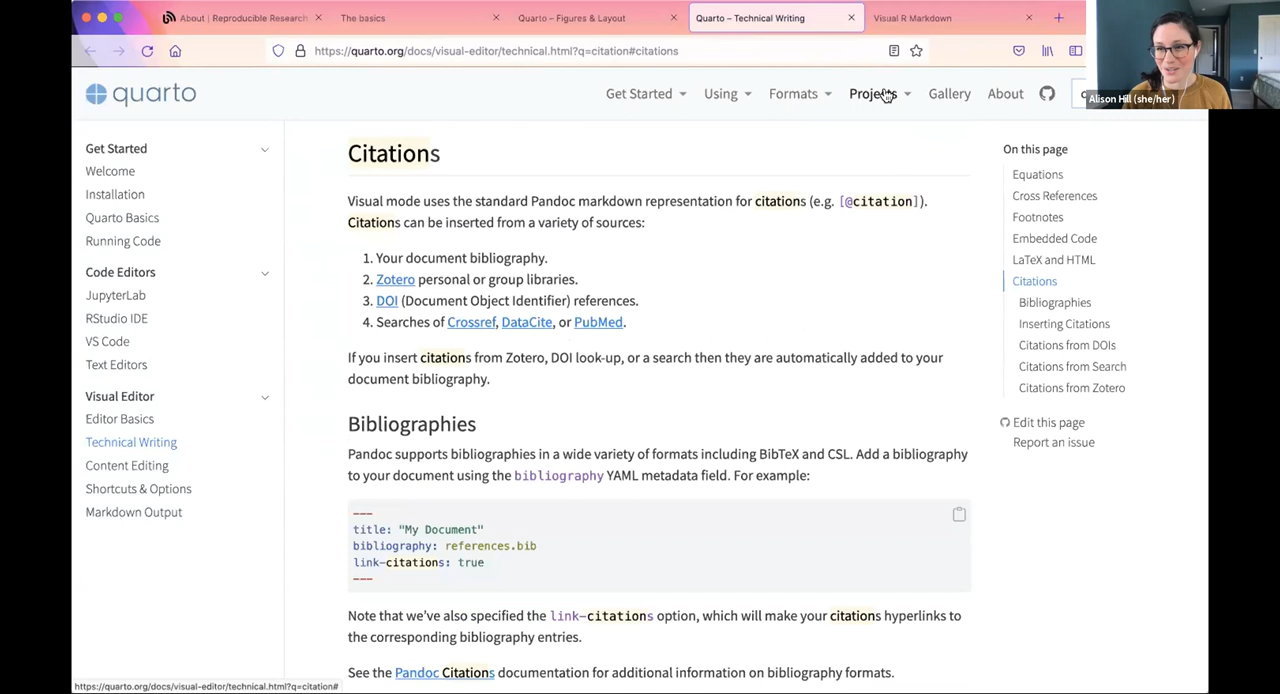 About | Reproducible Research
The basics
Quarto – Figures & Layout
Quarto – Technical Writing
Visual R Markdown
https://quarto.org/docs/visual-editor/technical.html?q=citation#citations
quarto
Get Started
Using
Formats
Projects
Gallery
About
Alison Hill (she/her)
Get Started
Welcome
Installation
Quarto Basics
Running Code
Code Editors
JupyterLab
RStudio IDE
VS Code
Text Editors
Visual Editor
Editor Basics
Technical Writing
Content Editing
Shortcuts & Options
Markdown Output
Citations
Visual mode uses the standard Pandoc markdown representation for citations (e.g. [@citation]).
Citations can be inserted from a variety of sources:
1. Your document bibliography.
2. Zotero personal or group libraries.
3. DOI (Document Object Identifier) references.
4. Searches of Crossref, DataCite, or PubMed.
If you insert citations from Zotero, DOI look-up, or a search then they are automatically added to your
document bibliography.
Bibliographies
Pandoc supports bibliographies in a wide variety of formats including BibTeX and CSL. Add a bibliography
to your document using the bibliography YAML metadata field. For example:
---
title: "My Document"
bibliography: references.bib
link-citations: true
---
Note that we've also specified the link-citations option, which will make your citations hyperlinks to
the corresponding bibliography entries.
See the Pandoc Citations documentation for additional information on bibliography formats.
On this page
Equations
Cross References
Footnotes
Embedded Code
LaTeX and HTML
Citations
Bibliographies
Inserting Citations
Citations from DOIs
Citations from Search
Citations from Zotero
Edit this page
Report an issue
https://quarto.org/docs/visual-editor/technical.html?q=citation#